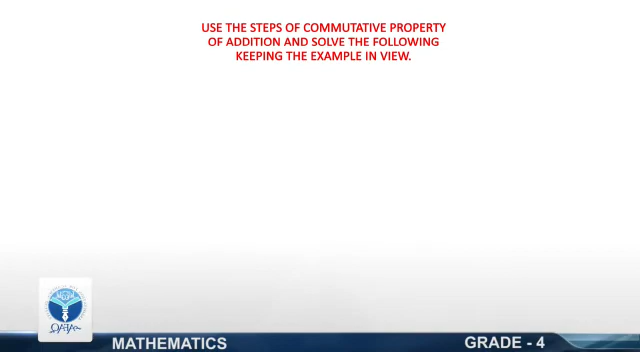 USE THE STEPS OF COMMUTATIVE PROPERTY
OF ADDITION AND SOLVE THE FOLLOWING
KEEPING THE EXAMPLE IN VIEW.
MATHEMATICS
GRADE - 4